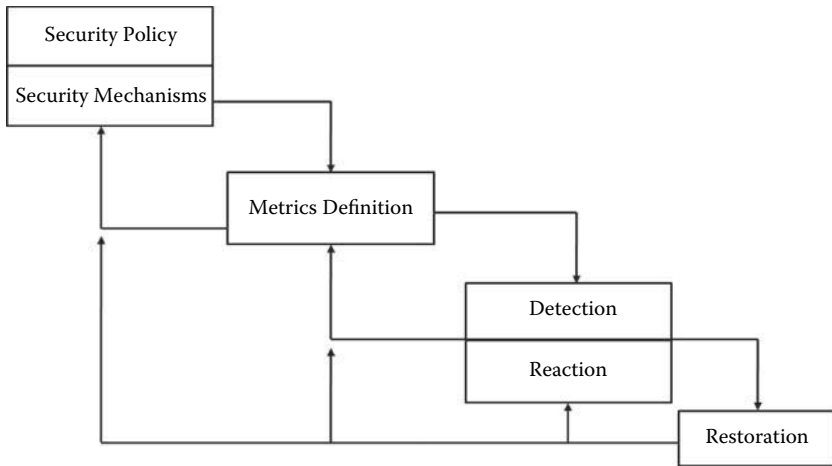 Security Policy
Security Mechanisms
Metrics Definition
Detection
Reaction
Restoration